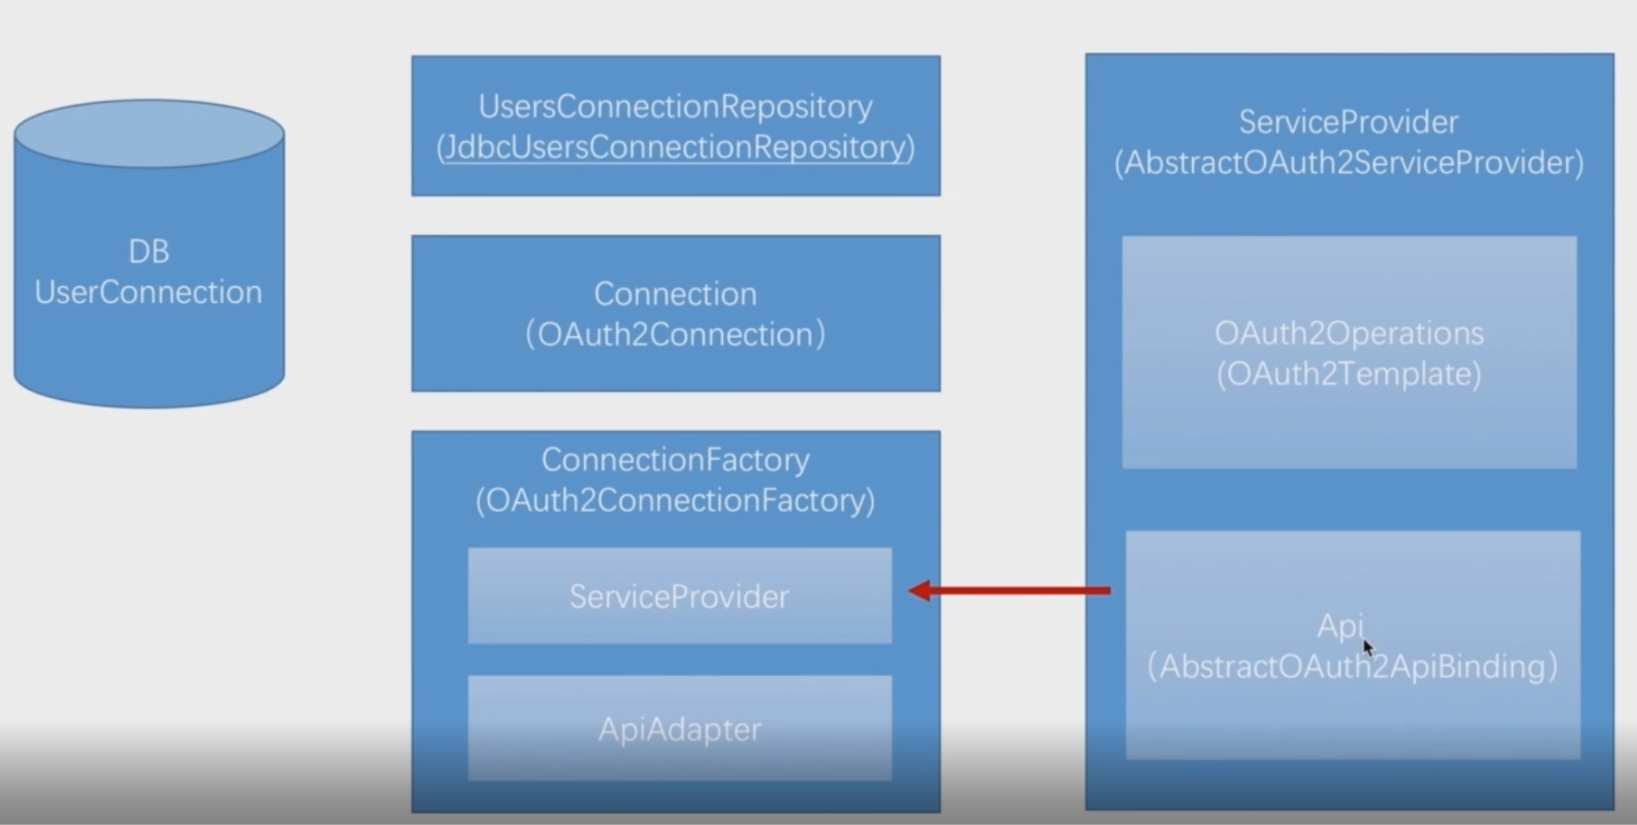 DB
UserConnection
UsersConnectionRepository
(JdbcUsersConnectionRepository)
Connection
(OAuth2Connection)
ConnectionFactory
(OAuth2ConnectionFactory)
ServiceProvider
ApiAdapter
ServiceProvider
(AbstractOAuth2ServiceProvider)
OAuth2Operations
(OAuth2Template)
Api
(AbstractOAuth2ApiBinding)